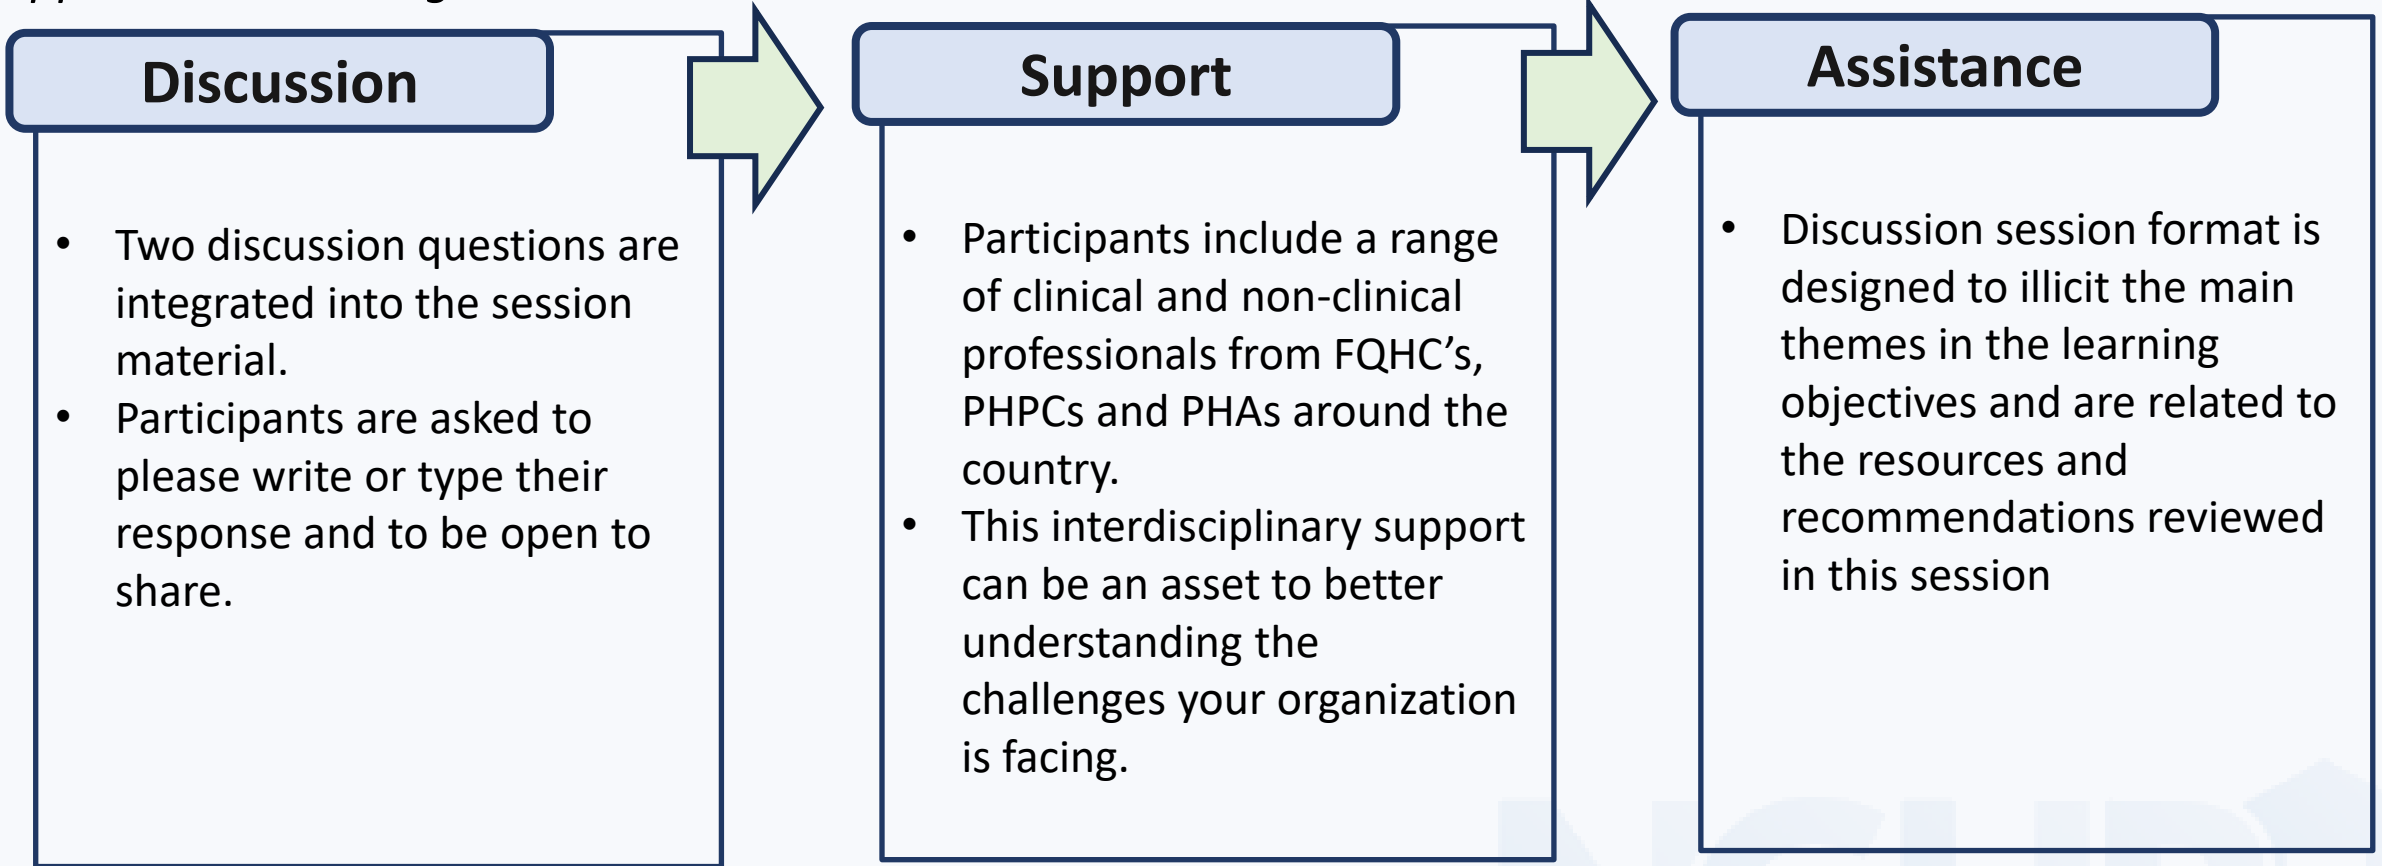 Discussion
• Two discussion questions are
integrated into the session
material.
• Participants are asked to
please write or type their
response and to be open to
share.
Support
• Participants include a range
of clinical and non-clinical
professionals from FQHC’s,
PHPCs and PHAs around the
country.
• This interdisciplinary support
can be an asset to better
understanding the
challenges your organization
is facing.
Assistance
• Discussion session format is
designed to illicit the main
themes in the learning
objectives and are related to
the resources and
recommendations reviewed
in this session